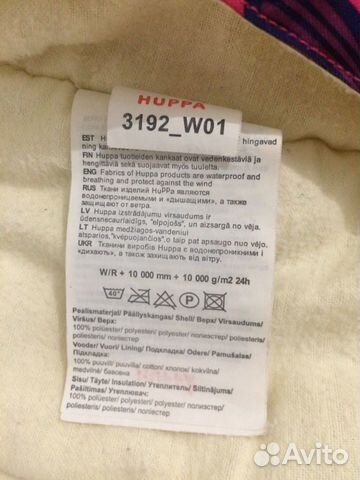 HUPPA
3192_W01
EST H hingavad
ning
FIN Huppa tuotteiden kankaat ovat vedenkestäviä ja
hengittäviä sekä suojaavat myös tuulelta.
ENG Fabrics of Huppa products are waterproof and
breathing and protect against the wind
RUS Ткани изделий HuPPa являются
водонепроницаемыми и «дышащими», а также
защищают от ветра.
LV Huppa izstrādājumu virsaudums ir
ūdensnecaurlaidīgs, "elpojošs", un aizsargā no vēja.
LT Huppa medžiagos-vandeniui
atsparios,"kvėpuojančios", o taip pat apsaugo nuo vėjo.
UKR Тканини виробів Huppa є водонепроникними і
«дихають», а також захищають від вітру.
W/R + 10 000 mm + 10 000 g/m2 24h
40° P
Pealismaterjal/ Päällyskangas/ Shell/ Верх/ Virsaudums/
Viršus/ Верх:
100% polüester/ polyesteri/ polyester/ полиэстер/
poliesteris/ poliesteris/ поліестер
Vooder/ Vuori/ Lining/ Подкладка/ Odere/ Pamušalas/
Підкладка:
100% puuvill/ puuvilla/ cotton/ хлопок/ kokvilna/
medvilnė/ бавовна
Sisu/ Täyte/ Insulation/ Утеплитель/ Siltinājums/
Pašiltimas/ Утеплювач:
100% polüester/ polyesteri/ polyester/ полиэстер/
poliesteris/ poliesteris/ поліестер
Avito